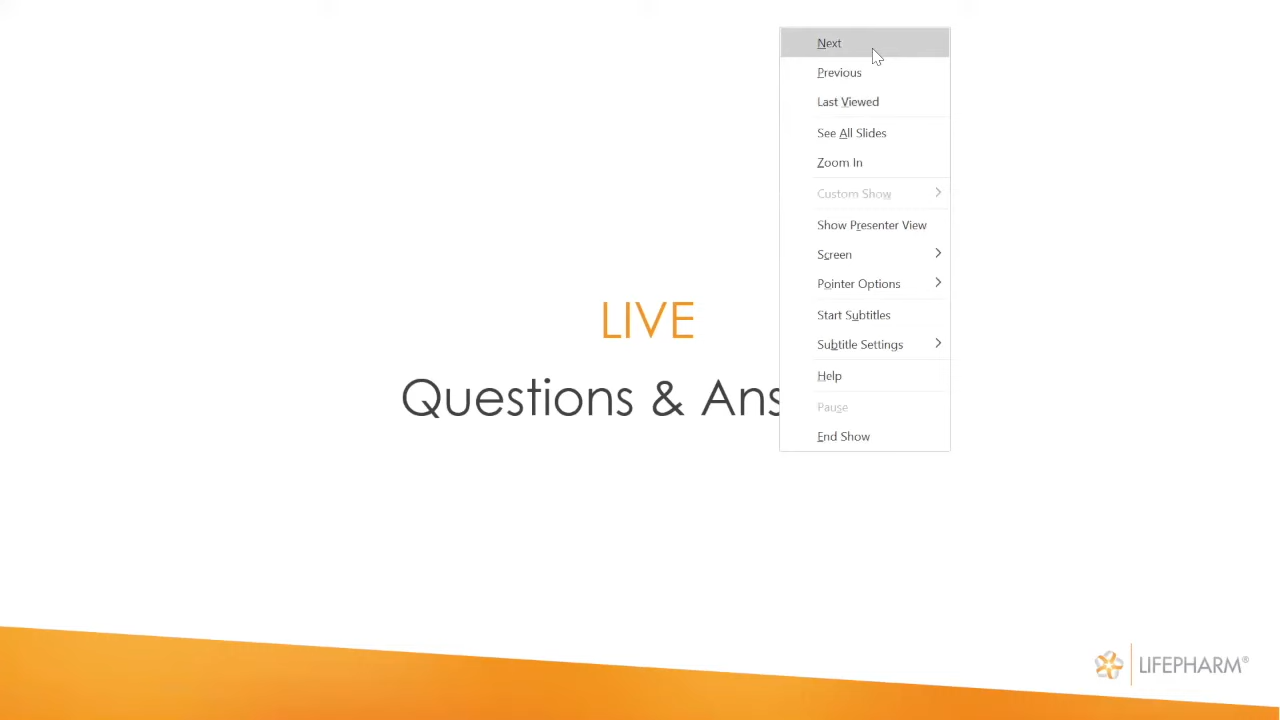 LIVE
Questions & Ans
Next
Previous
Last Viewed
See All Slides
Zoom In
Custom Show
Show Presenter View
Screen
Pointer Options
Start Subtitles
Subtitle Settings
Help
Pause
End Show
LIFEPHARM®